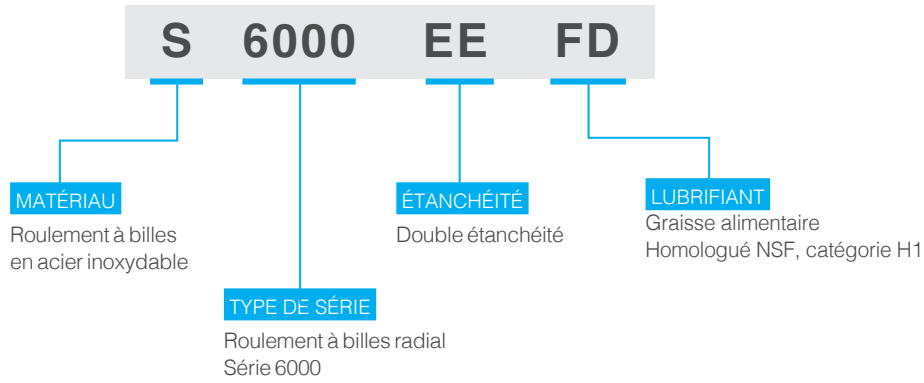 S 6000 EE FD
MATÉRIAU
Roulement à billes
en acier inoxydable
TYPE DE SÉRIE
Roulement à billes radial
Série 6000
ÉTANCHÉITÉ
Double étanchéité
LUBRIFIANT
Graisse alimentaire
Homologué NSF, catégorie H1